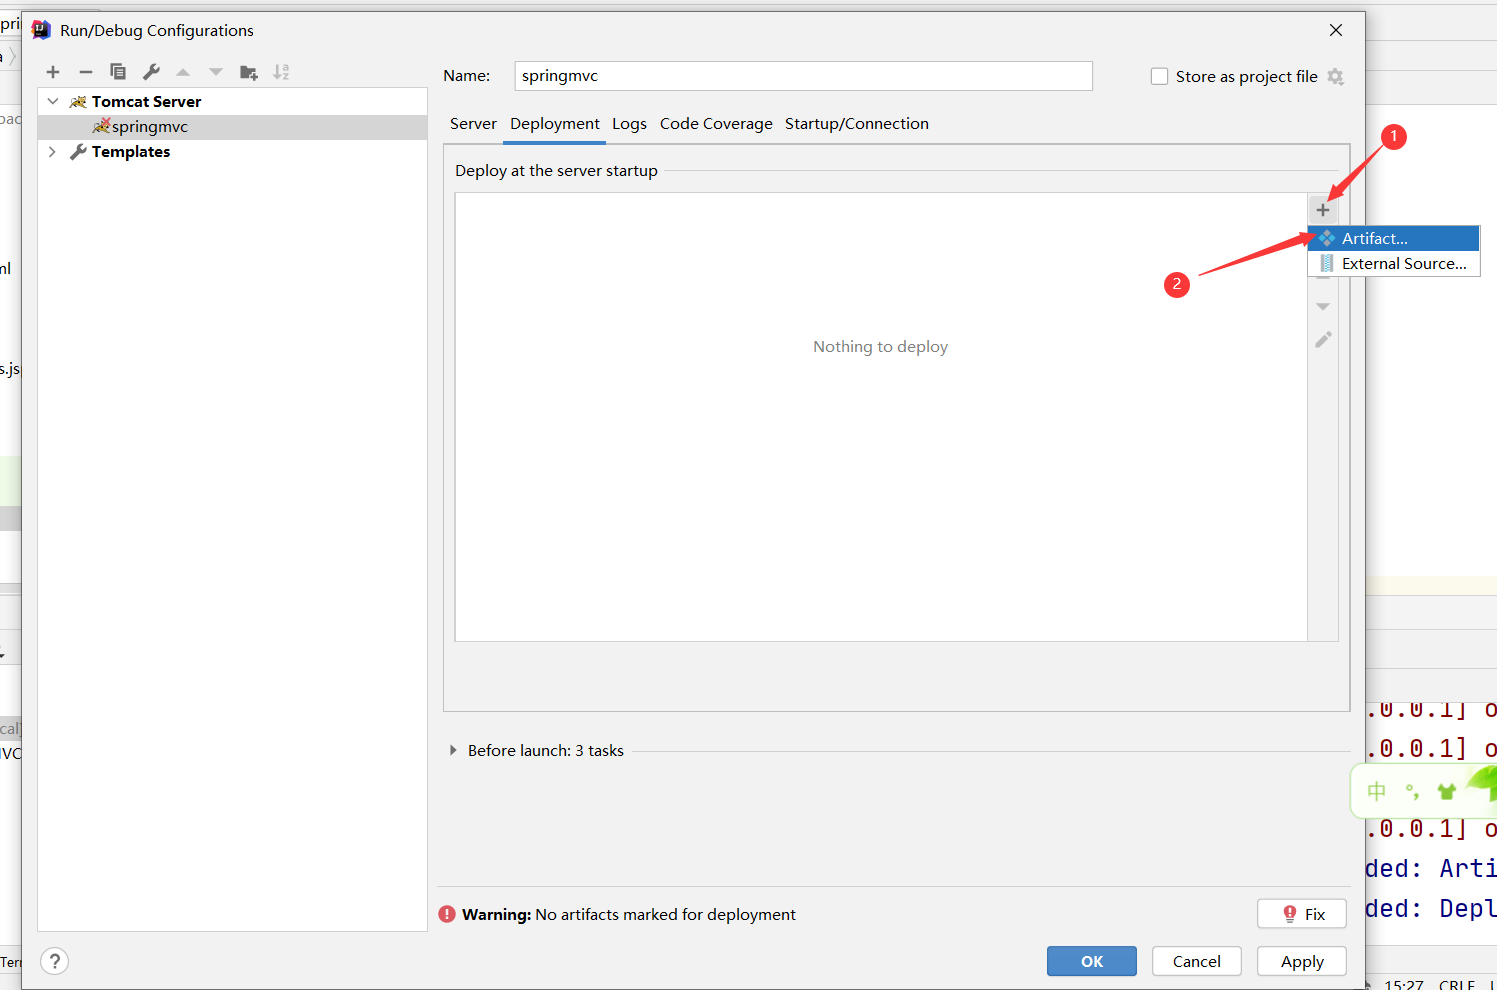 Run/Debug Configurations
Name:
springmvc
Store as project file
Tomcat Server
springmvc
Templates
Server
Deployment
Logs
Code Coverage
Startup/Connection
1
Deploy at the server startup
Artifact...
External Source...
2
Nothing to deploy
Before launch: 3 tasks
.0.0.1]
.0.0.1]
中 °,
.0.0.1]
ded: Arti
ded: Depl
Warning: No artifacts marked for deployment
Fix
?
OK
Cancel
Apply
15:27 CRLF